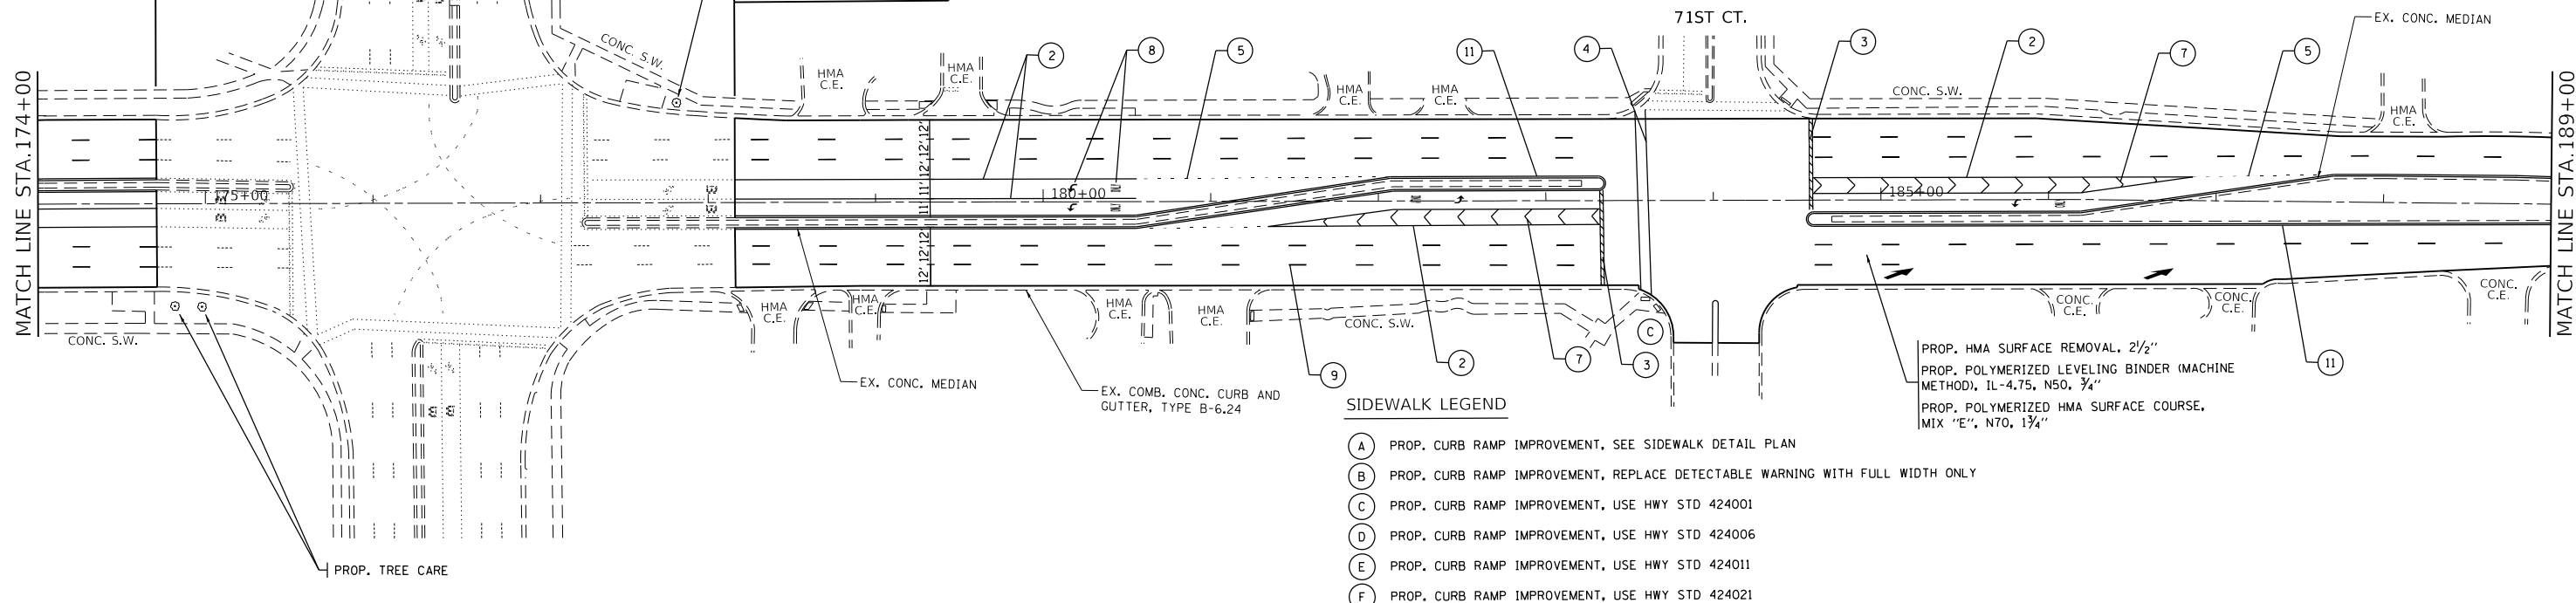 71ST CT.
EX. CONC. MEDIAN
CONC. S.W.
2
8
5
11
4
3
2
7
5
HMA
C.E.
HMA
C.E.
HMA
C.E.
HMA
C.E.
CONC. S.W.
HMA
C.E.
MATCH LINE STA.174+00
MATCH LINE STA.189+00
12' 12' 12'
11' 11'
12' 12' 12'
175+00
180+00
185+00
HMA
C.E.
HMA
C.E.
HMA
C.E.
HMA
C.E.
CONC. S.W.
CONC.
C.E.
CONC.
C.E.
CONC.
C.E.
C
CONC. S.W.
EX. CONC. MEDIAN
EX. COMB. CONC. CURB AND
GUTTER, TYPE B-6.24
9
2
7
3
11
PROP. HMA SURFACE REMOVAL, 2½"
PROP. POLYMERIZED LEVELING BINDER (MACHINE
METHOD), IL-4.75, N50, ¾"
PROP. POLYMERIZED HMA SURFACE COURSE,
MIX "E", N70, 1¾"
SIDEWALK LEGEND
A PROP. CURB RAMP IMPROVEMENT, SEE SIDEWALK DETAIL PLAN
B PROP. CURB RAMP IMPROVEMENT, REPLACE DETECTABLE WARNING WITH FULL WIDTH ONLY
C PROP. CURB RAMP IMPROVEMENT, USE HWY STD 424001
D PROP. CURB RAMP IMPROVEMENT, USE HWY STD 424006
E PROP. CURB RAMP IMPROVEMENT, USE HWY STD 424011
F PROP. CURB RAMP IMPROVEMENT, USE HWY STD 424021
PROP. TREE CARE